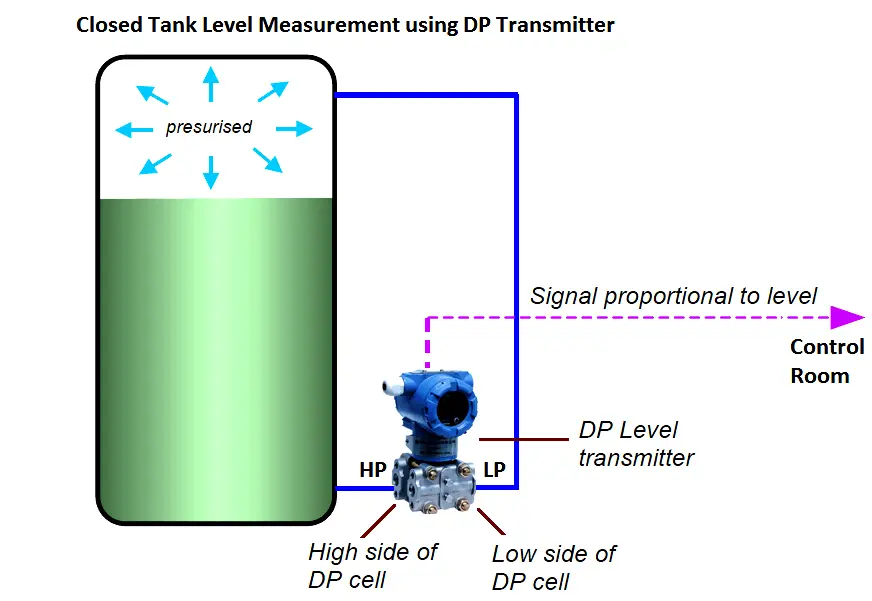 Closed Tank Level Measurement using DP Transmitter
presurised
Signal proportional to level
Control
Room
DP Level
transmitter
HP
LP
High side of
DP cell
Low side of
DP cell